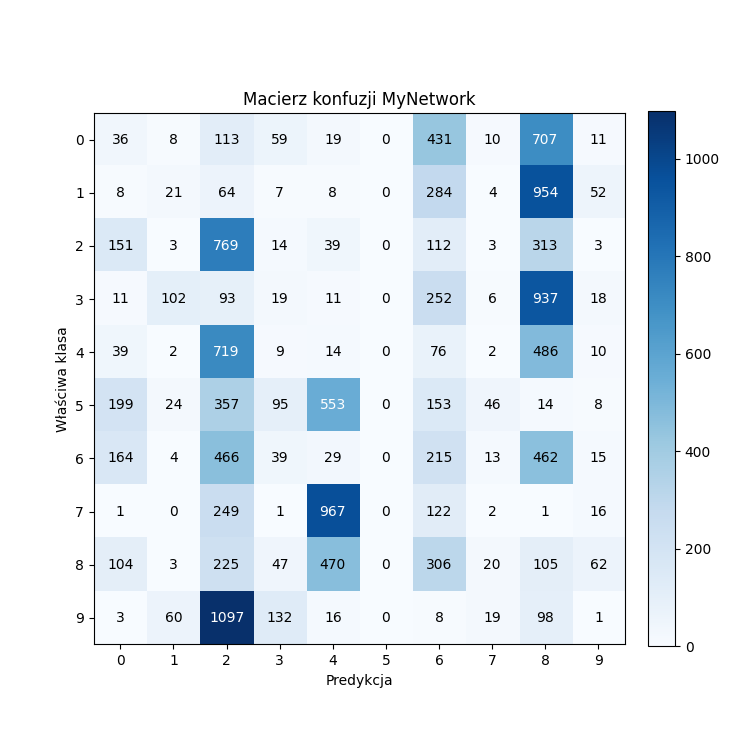 Macierz konfuzji MyNetwork
0 36 8 113 59 19 0 431 10 707 11
1 8 21 64 7 8 0 284 4 954 52
2 151 3 769 14 39 0 112 3 313 3
3 11 102 93 19 11 0 252 6 937 18
4 39 2 719 9 14 0 76 2 486 10
5 199 24 357 95 553 0 153 46 14 8
6 164 4 466 39 29 0 215 13 462 15
7 1 0 249 1 967 0 122 2 1 16
8 104 3 225 47 470 0 306 20 105 62
9 3 60 1097 132 16 0 8 19 98 1
0 1 2 3 4 5 6 7 8 9
Predykcja
Właściwa klasa
1000
800
600
400
200
0